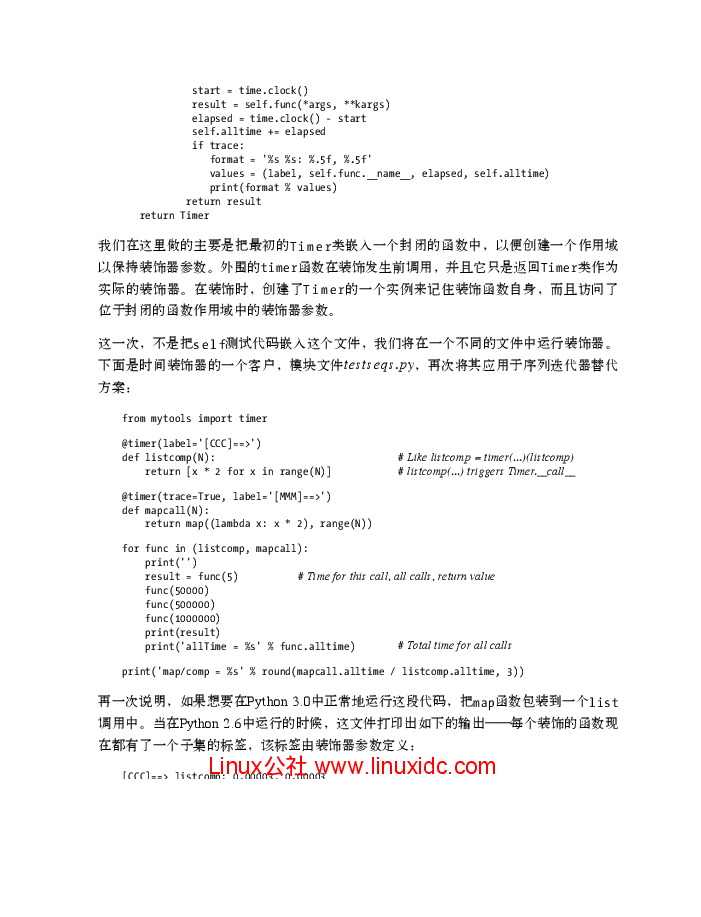 start = time.clock()
result = self.func(*args, **kargs)
elapsed = time.clock() - start
self.alltime += elapsed
if trace:
format = '%s %s: %.5f, %.5f'
values = (label, self.func.__name__, elapsed, self.alltime)
print(format % values)
return result
return Timer
我们在这里做的主要是把最初的Timer类嵌入一个封闭的函数中，以便创建一个作用域
以保持装饰器参数。外围的timer函数在装饰发生前调用，并且它只是返回Timer类作为
实际的装饰器。在装饰时，创建了Timer的一个实例来记住装饰函数自身，而且访问了
位于封闭的函数作用域中的装饰器参数。
这一次，不是把self测试代码嵌入这个文件，我们将在一个不同的文件中运行装饰器。
下面是时间装饰器的一个客户，模块文件testseqs.py，再次将其应用于序列迭代器替代
方案：
from mytools import timer
@timer(label='[CCC]==>')
def listcomp(N): # Like listcomp = timer(...)(listcomp)
return [x * 2 for x in range(N)] # listcomp(...) triggers Timer.__call__
@timer(trace=True, label='[MMM]==>')
def mapcall(N):
return map((lambda x: x * 2), range(N))
for func in (listcomp, mapcall):
print('')
result = func(5) # Time for this call, all calls, return value
func(50000)
func(500000)
func(1000000)
print(result)
print('allTime = %s' % func.alltime) # Total time for all calls
print('map/comp = %s' % round(mapcall.alltime / listcomp.alltime, 3))
再一次说明，如果想要在Python 3.0中正常地运行这段代码，把map函数包装到一个list
调用中。当在Python 2.6中运行的时候，这文件打印出如下的输出——每个装饰的函数现
在都有了一个子集的标签，该标签由装饰器参数定义：
Linux公社 www.linuxidc.com
[CCC]==> listcomp: 0.00003, 0.00003